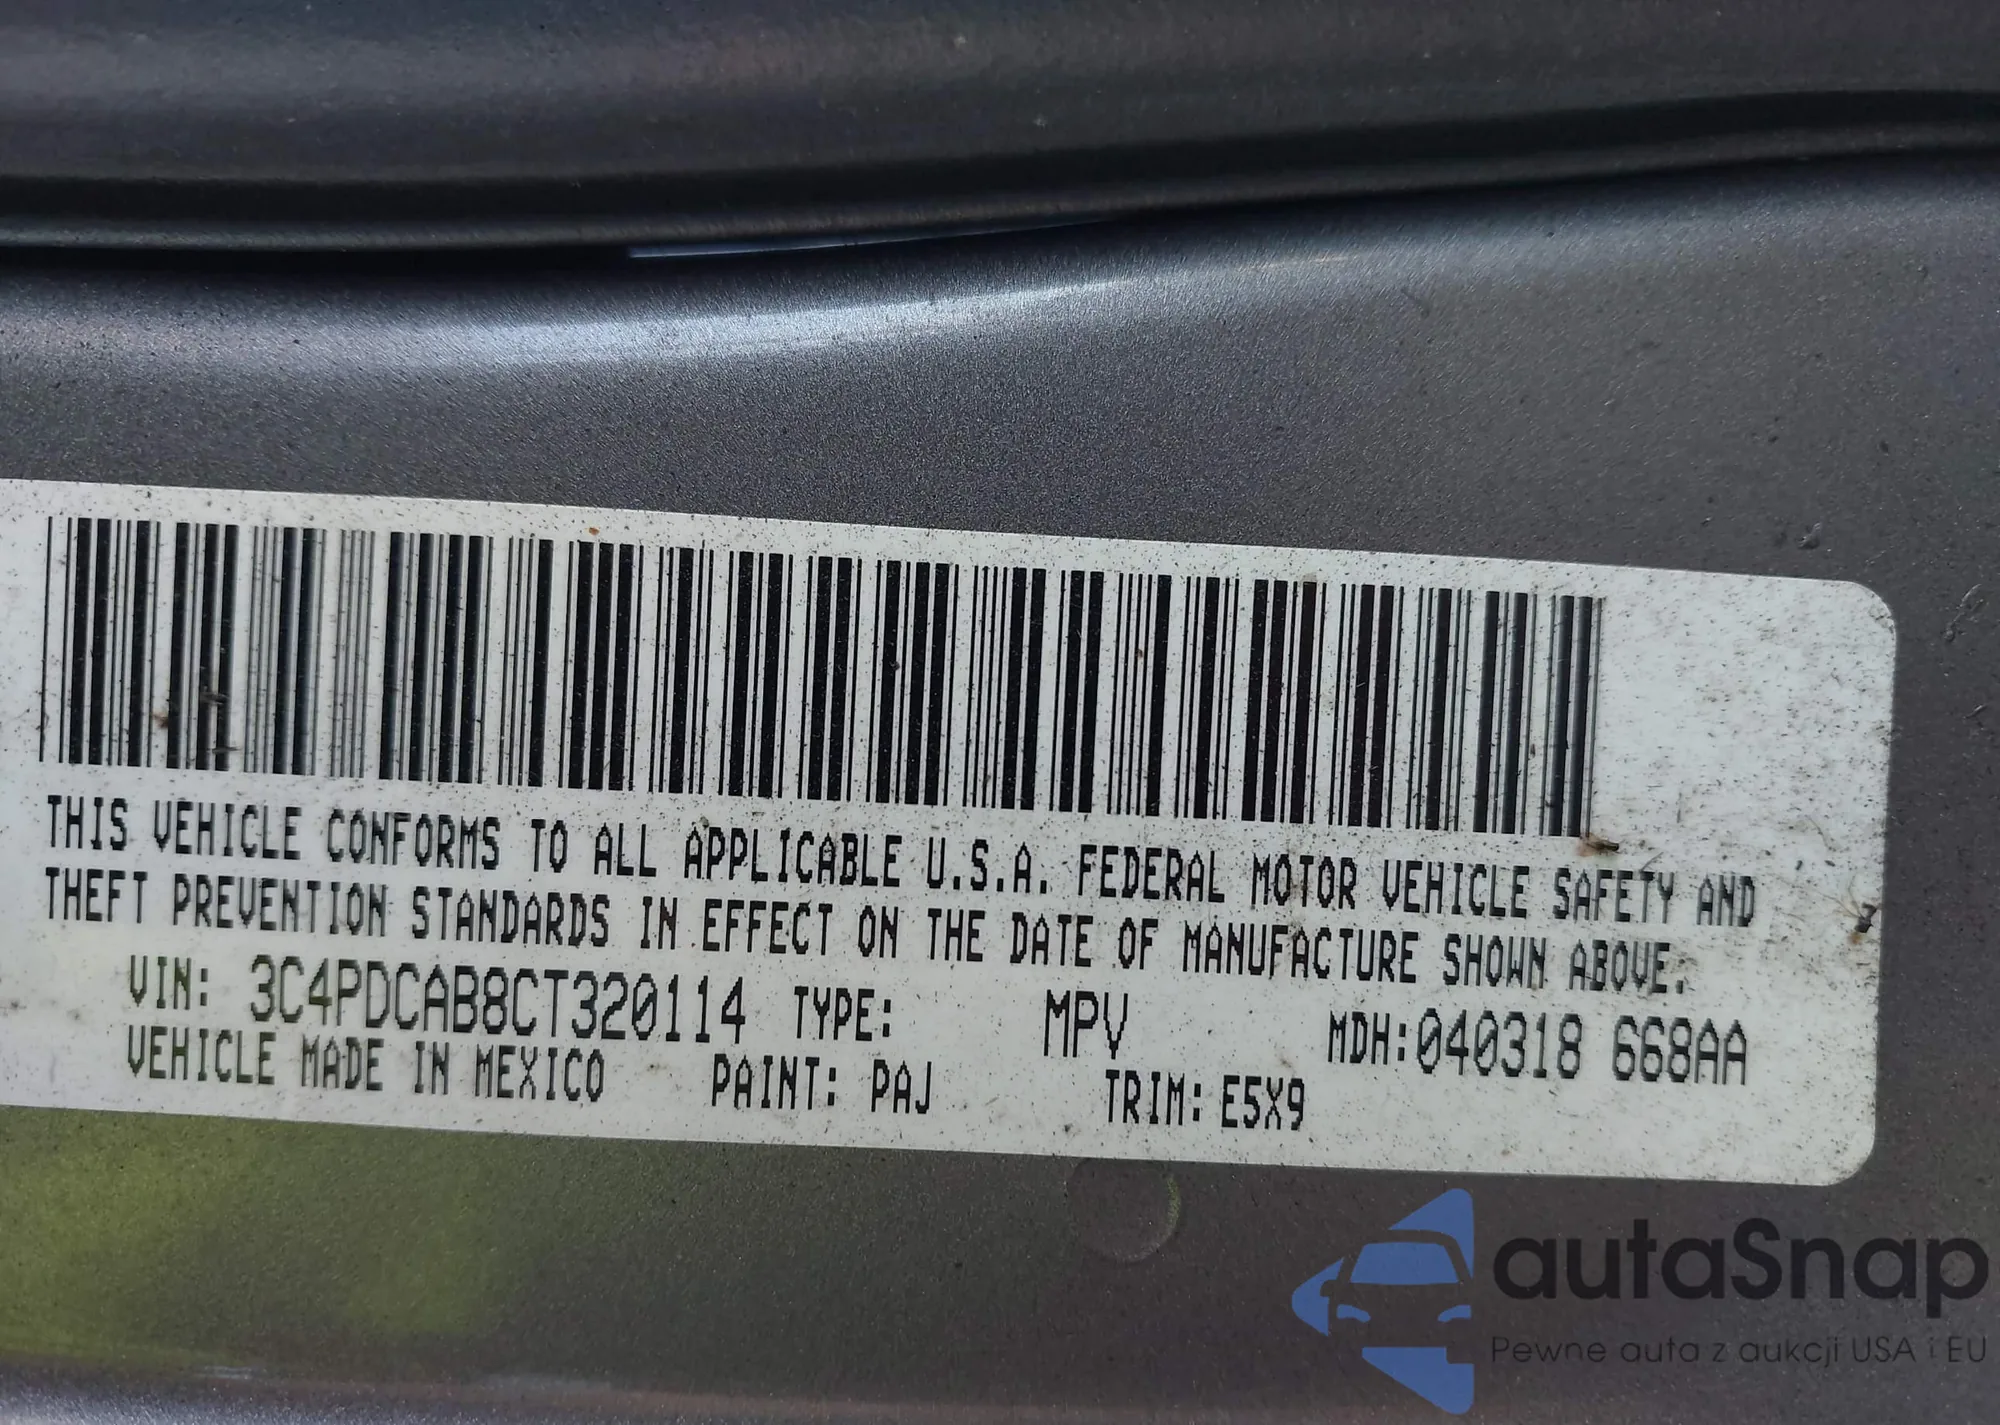 THIS VEHICLE CONFORMS TO ALL APPLICABLE U.S.A. FEDERAL MOTOR VEHICLE SAFETY AND
THEFT PREVENTION STANDARDS IN EFFECT ON THE DATE OF MANUFACTURE SHOWN ABOVE.
VIN: 3C4PDCAB8CT320114 TYPE: MPV MDH:040318 668AA
VEHICLE MADE IN MEXICO PAINT: PAJ TRIM: E5X9
autaSnap
Pewne auta z aukcji USA i EU